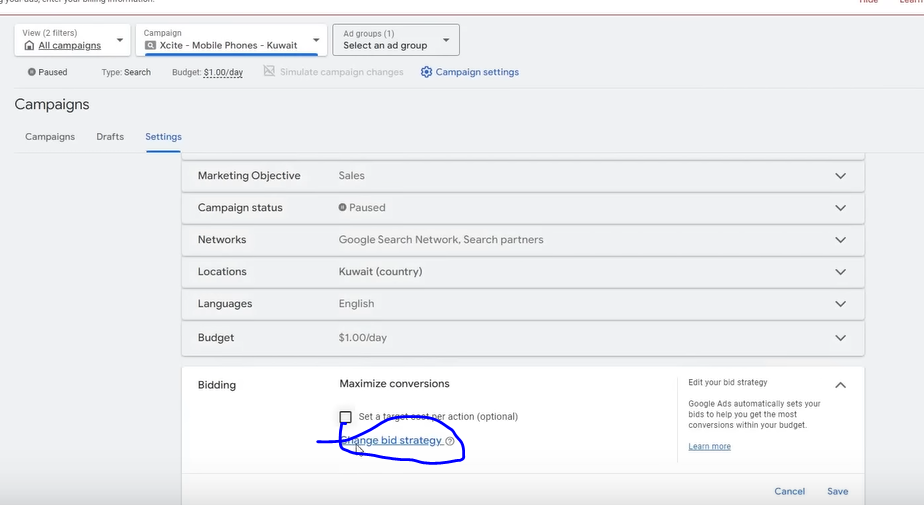 ng your ads, enter your billing information.
Hide Learn
View (2 filters)
All campaigns
Campaign
Xcite - Mobile Phones - Kuwait
Ad groups (1)
Select an ad group
Paused Type: Search Budget: $1.00/day Simulate campaign changes Campaign settings
Campaigns
Campaigns Drafts Settings
Marketing Objective Sales
Campaign status Paused
Networks Google Search Network, Search partners
Locations Kuwait (country)
Languages English
Budget $1.00/day
Bidding Maximize conversions
Set a target cost per action (optional)
Change bid strategy
Edit your bid strategy
Google Ads automatically sets your
bids to help you get the most
conversions within your budget.
Learn more
Cancel Save